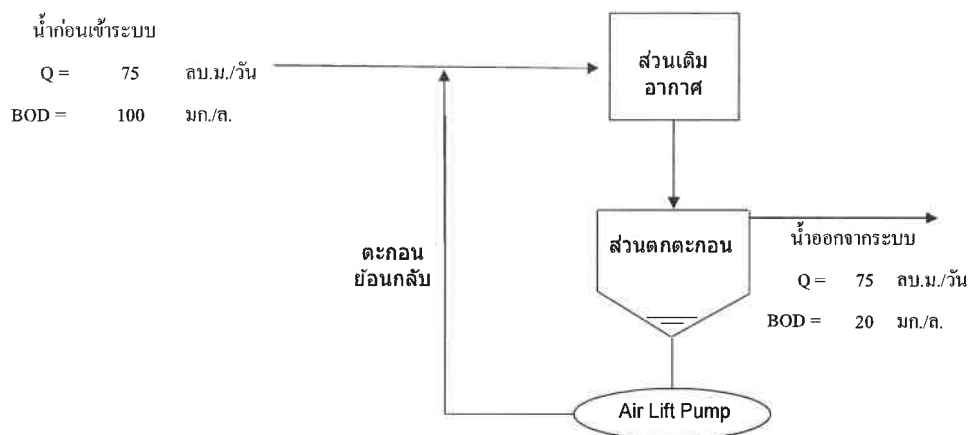 น้ำก่อนเข้าระบบ
Q = 75 ลบ.ม./วัน
BOD = 100 มก./ล.
ส่วนเติม
อากาศ
ตะกอน
ย้อนกลับ
ส่วนตกตะกอน
น้ำออกจากระบบ
Q = 75 ลบ.ม./วัน
BOD = 20 มก./ล.
Air Lift Pump